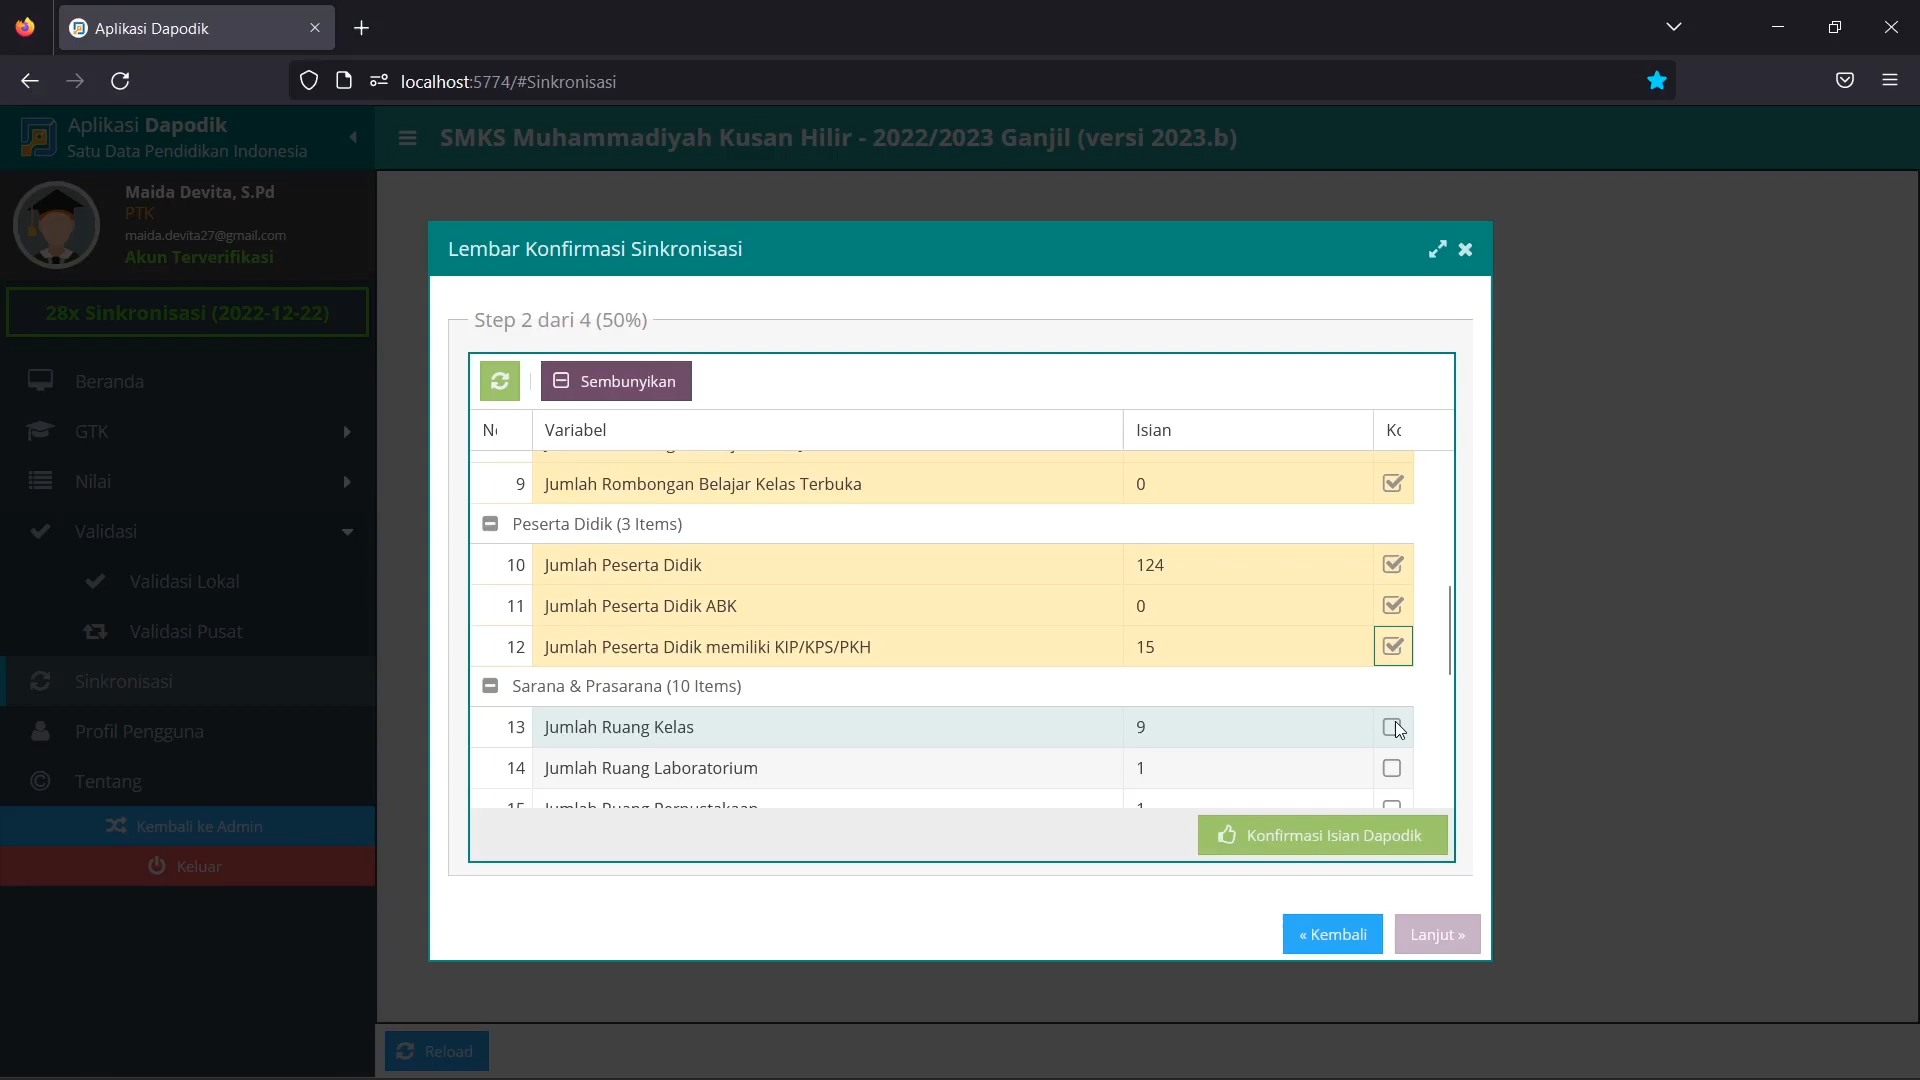 Aplikasi Dapodik
localhost:5774/#Sinkronisasi
Aplikasi Dapodik
Satu Data Pendidikan Indonesia
SMKS Muhammadiyah Kusan Hilir - 2022/2023 Ganjil (versi 2023.b)
Maida Devita, S.Pd
PTK
maida.devita27@gmail.com
Akun Terverifikasi
28x Sinkronisasi (2022-12-22)
Beranda
GTK
Nilai
Validasi
Validasi Lokal
Validasi Pusat
Sinkronisasi
Profil Pengguna
Tentang
Kembali ke Admin
Keluar
Lembar Konfirmasi Sinkronisasi
Step 2 dari 4 (50%)
Sembunyikan
Variabel Isian
9 Jumlah Rombongan Belajar Kelas Terbuka 0
Peserta Didik (3 Items)
10 Jumlah Peserta Didik 124
11 Jumlah Peserta Didik ABK 0
12 Jumlah Peserta Didik memiliki KIP/KPS/PKH 15
Sarana & Prasarana (10 Items)
13 Jumlah Ruang Kelas 9
14 Jumlah Ruang Laboratorium 1
15 Jumlah Ruang Perpustakaan 1
Konfirmasi Isian Dapodik
« Kembali Lanjut »
Reload